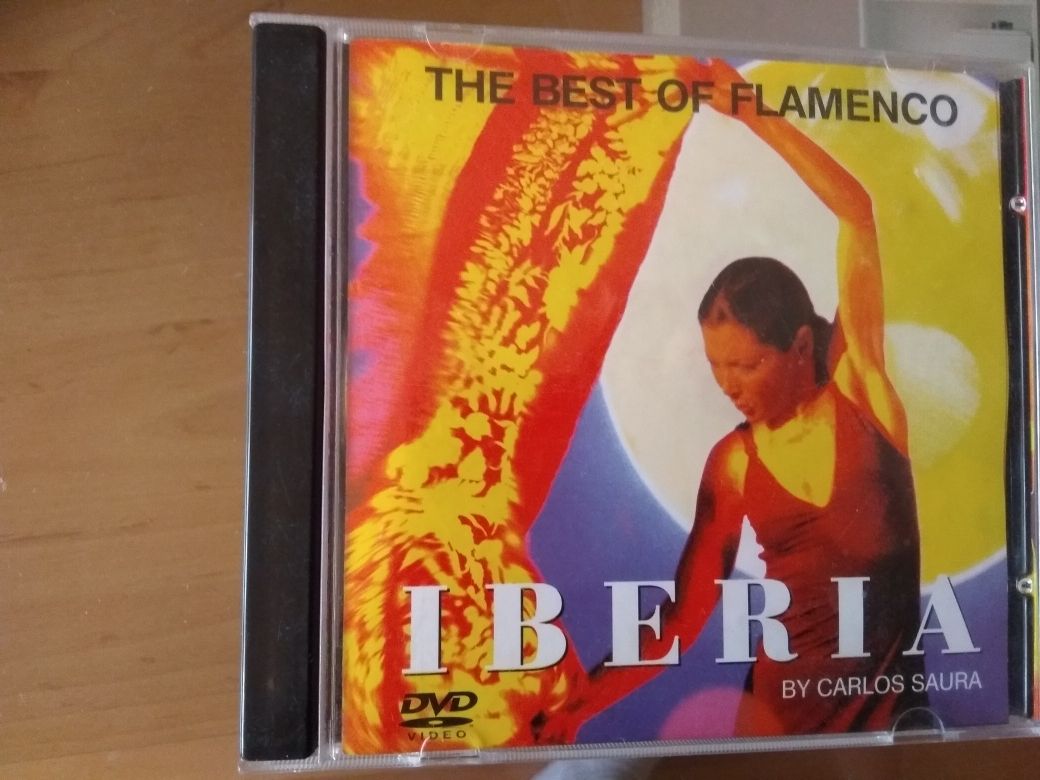 THE BEST OF FLAMENCO
IBERIA
BY CARLOS SAURA
DVD
VIDEO